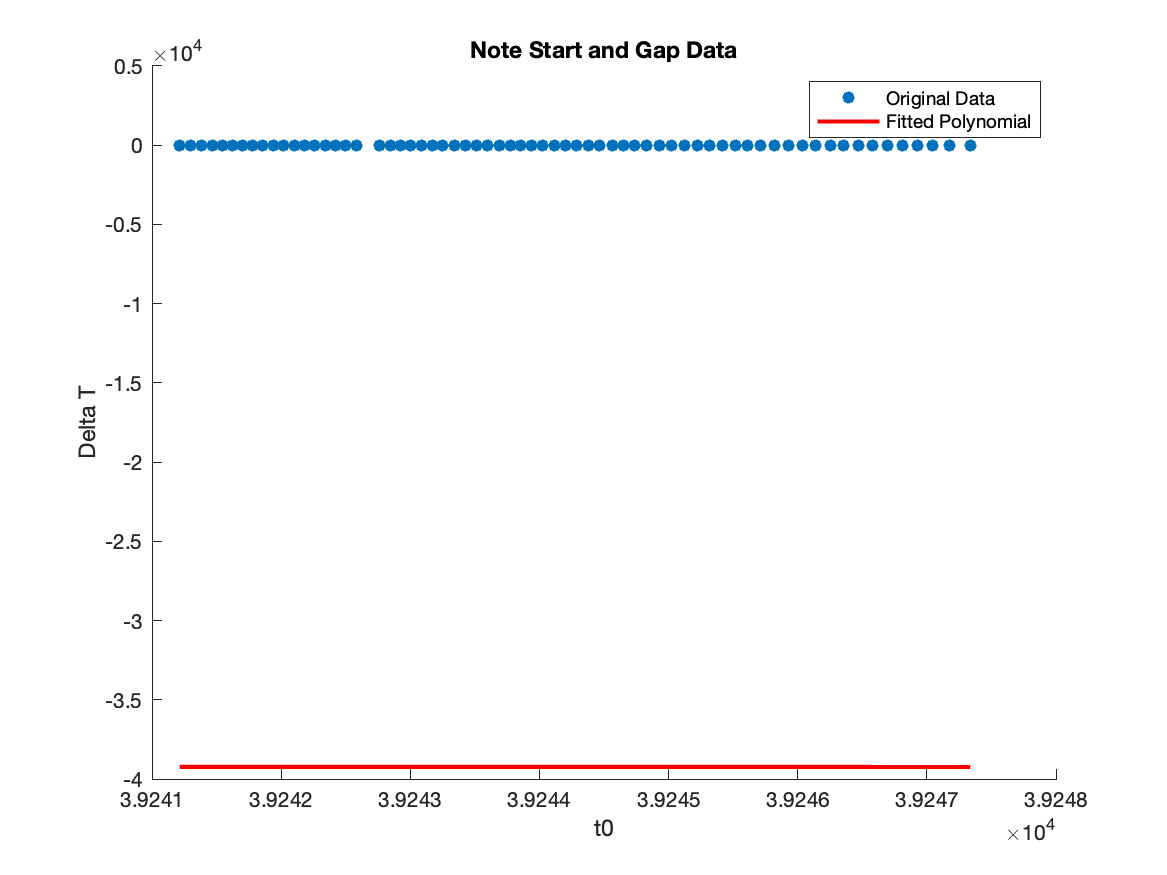 Note Start and Gap Data
×10^4
0.5
0
-0.5
-1
-1.5
-2
-2.5
-3
-3.5
-4
Delta T
Original Data
Fitted Polynomial
3.9241 3.9242 3.9243 3.9244 3.9245 3.9246 3.9247 3.9248
t0
×10^4